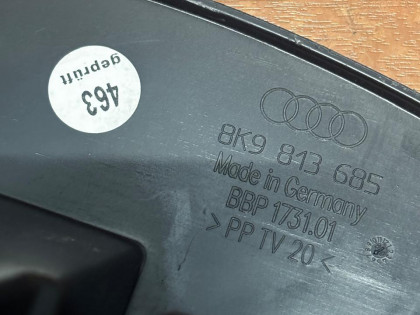 463
geprüft
8K9 813 685
Made in Germany
BBP 1731.01
> PP TV 20 <